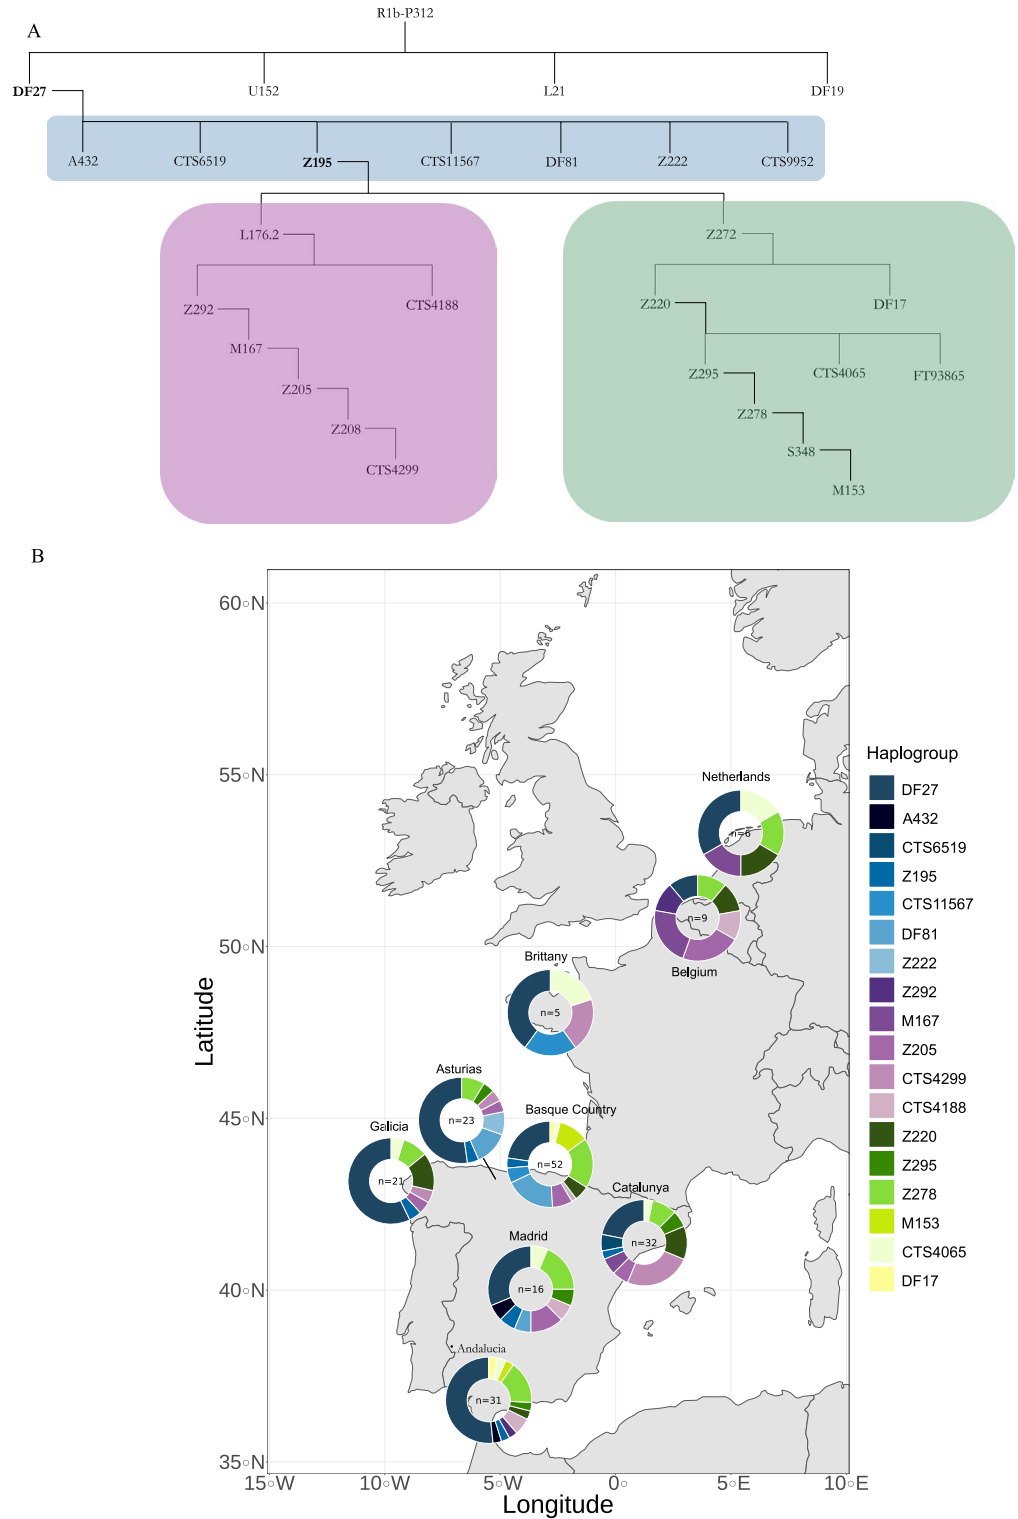 A
R1b-P312
DF27
U152
L21
DF19
A432
CTS6519
Z195
CTS11567
DF81
Z222
CTS9952
L176.2
Z272
Z292
CTS4188
Z220
DF17
M167
Z205
Z295
CTS4065
FT93865
Z208
Z278
CTS4299
S348
M153
B
60°N
55°N
50°N
45°N
40°N
35°N
Latitude
15°W
10°W
5°W
0°
5°E
10°E
Longitude
Netherlands
n=6
n=9
Belgium
Brittany
n=5
Asturias
n=23
Basque Country
n=52
Galicia
n=21
Catalunya
n=32
Madrid
n=16
Andalucia
n=31
Haplogroup
DF27
A432
CTS6519
Z195
CTS11567
DF81
Z222
Z292
M167
Z205
CTS4299
CTS4188
Z220
Z295
Z278
M153
CTS4065
DF17